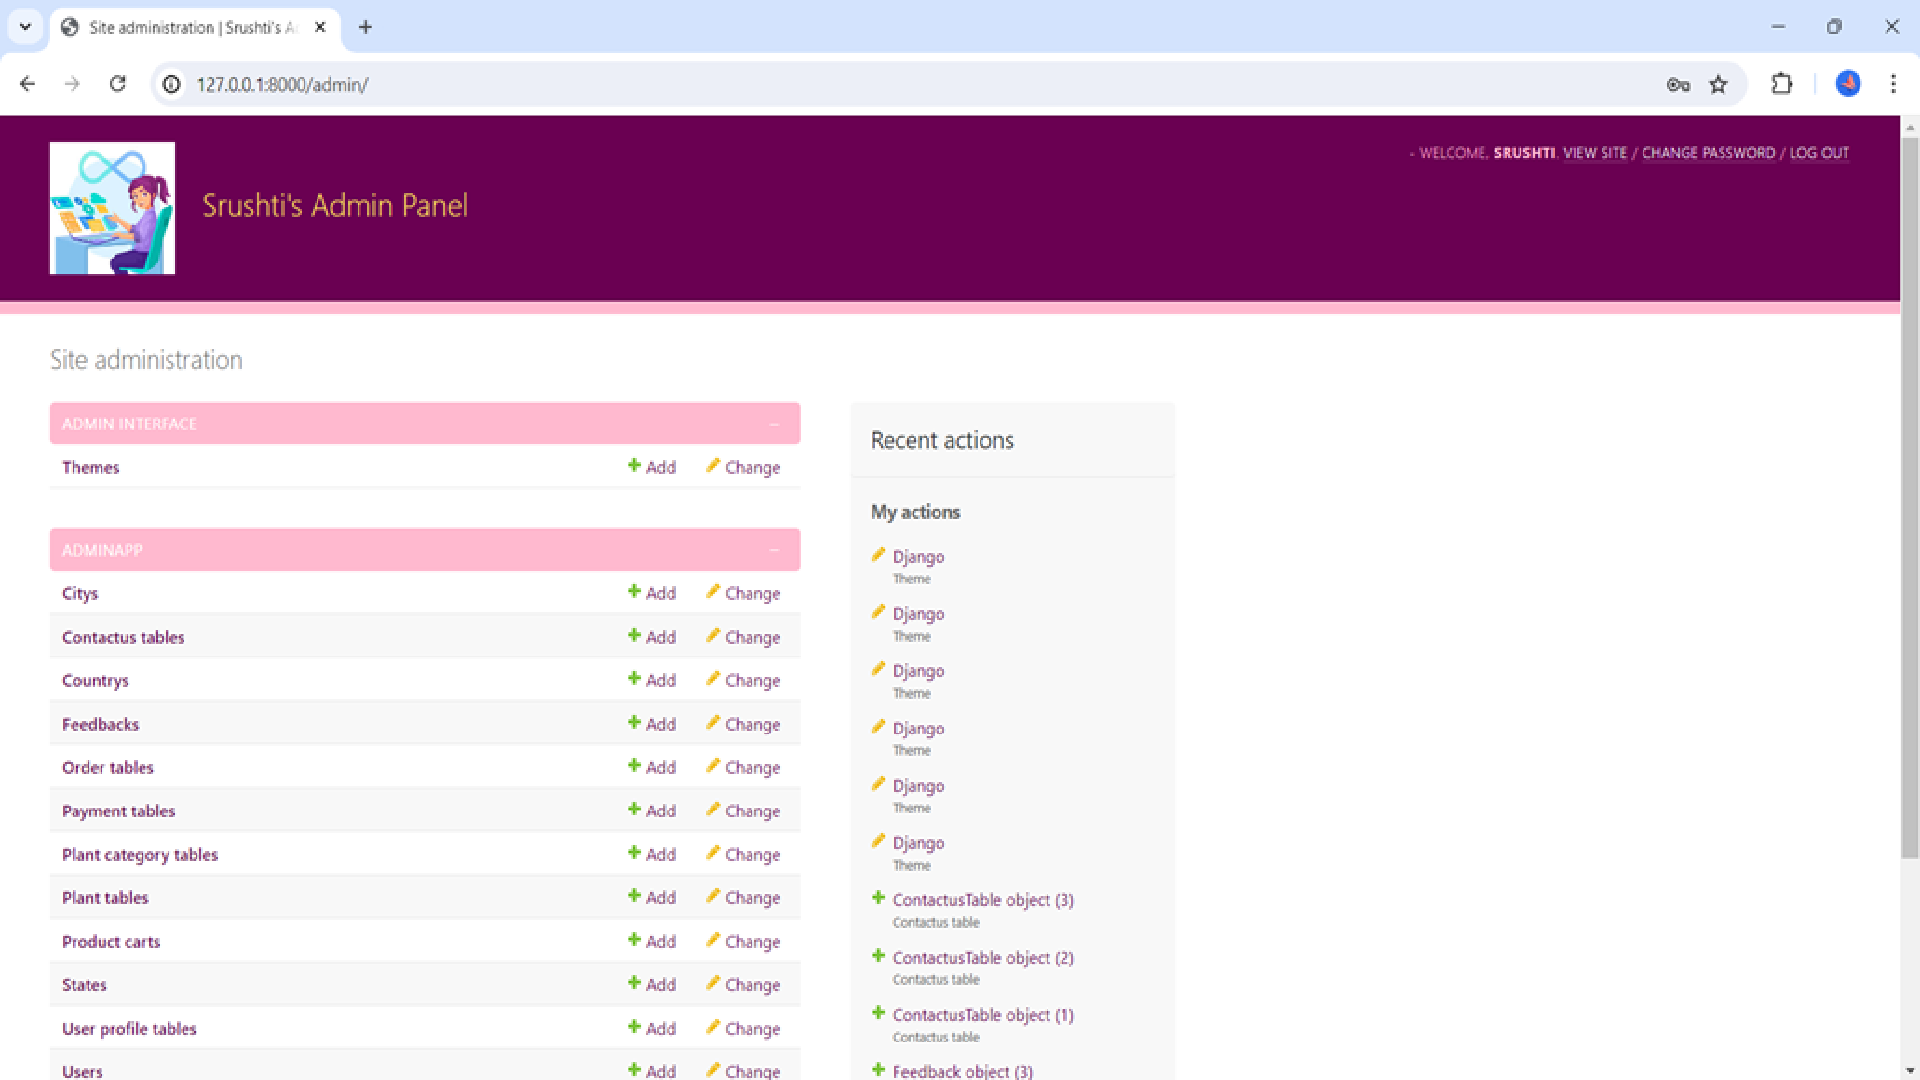 Site administration | Srushti's A
127.0.0.1:8000/admin/
- WELCOME, SRUSHTI. VIEW SITE / CHANGE PASSWORD / LOG OUT
Srushti's Admin Panel
Site administration
ADMIN INTERFACE
Themes Add Change
ADMINAPP
Citys Add Change
Contactus tables Add Change
Countrys Add Change
Feedbacks Add Change
Order tables Add Change
Payment tables Add Change
Plant category tables Add Change
Plant tables Add Change
Product carts Add Change
States Add Change
User profile tables Add Change
Users Add Change
Recent actions
My actions
Django
Theme
Django
Theme
Django
Theme
Django
Theme
Django
Theme
Django
Theme
ContactusTable object (3)
Contactus table
ContactusTable object (2)
Contactus table
ContactusTable object (1)
Contactus table
Feedback object (3)